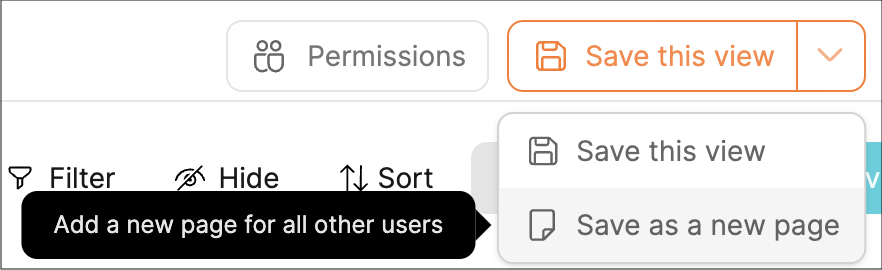 Permissions
Save this view
Save this view
Filter
Hide
Sort
Add a new page for all other users
Save as a new page